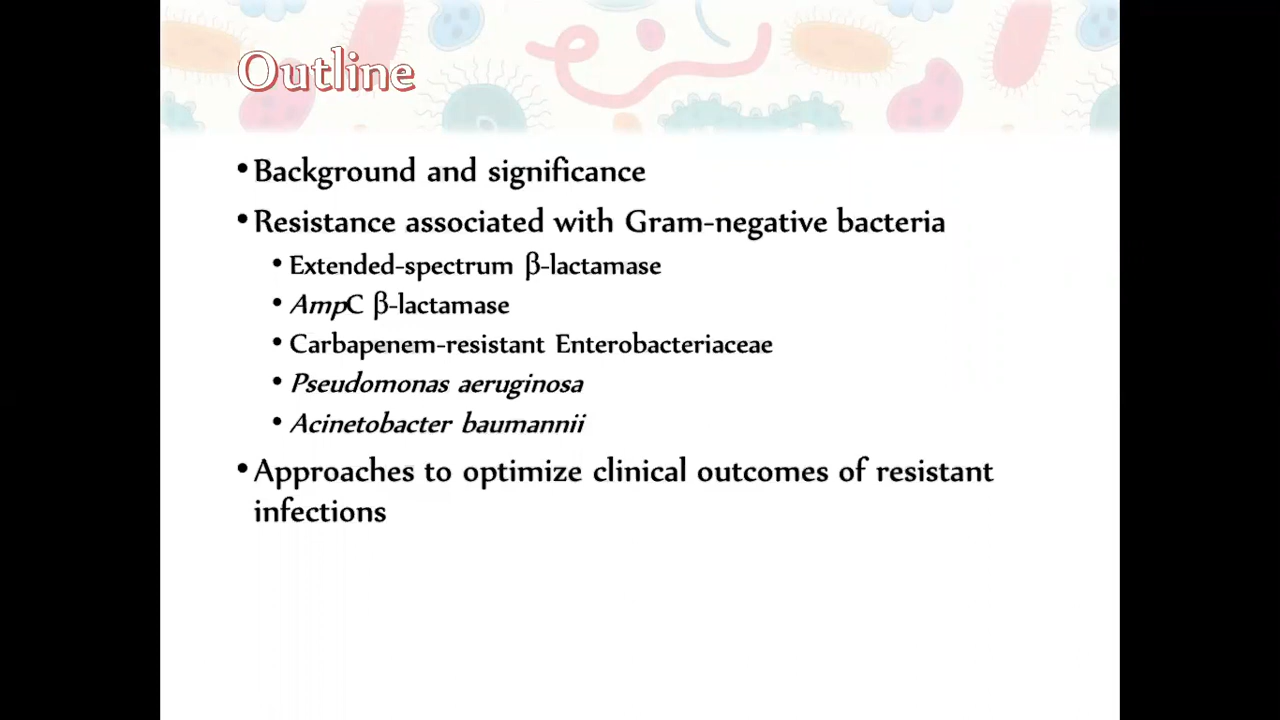 Outline
•Background and significance
•Resistance associated with Gram-negative bacteria
•Extended-spectrum β-lactamase
•AmpC β-lactamase
•Carbapenem-resistant Enterobacteriaceae
•Pseudomonas aeruginosa
•Acinetobacter baumannii
•Approaches to optimize clinical outcomes of resistant
infections